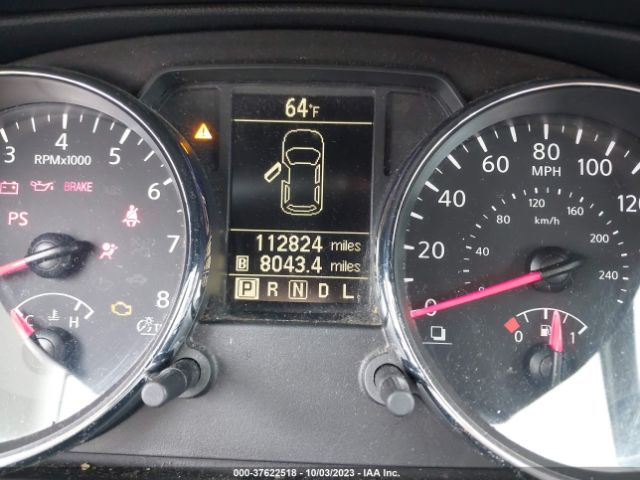 64°F
3 4 5 6 7 8
RPMx1000
BRAKE ABS
PS
C H
112824 miles
B 8043.4 miles
P R N D L
0 20 40 60 80 100 120
MPH
40 80 120 160 200 240
km/h
0 1
000-37622518 - 10/03/2023 - IAA Inc.